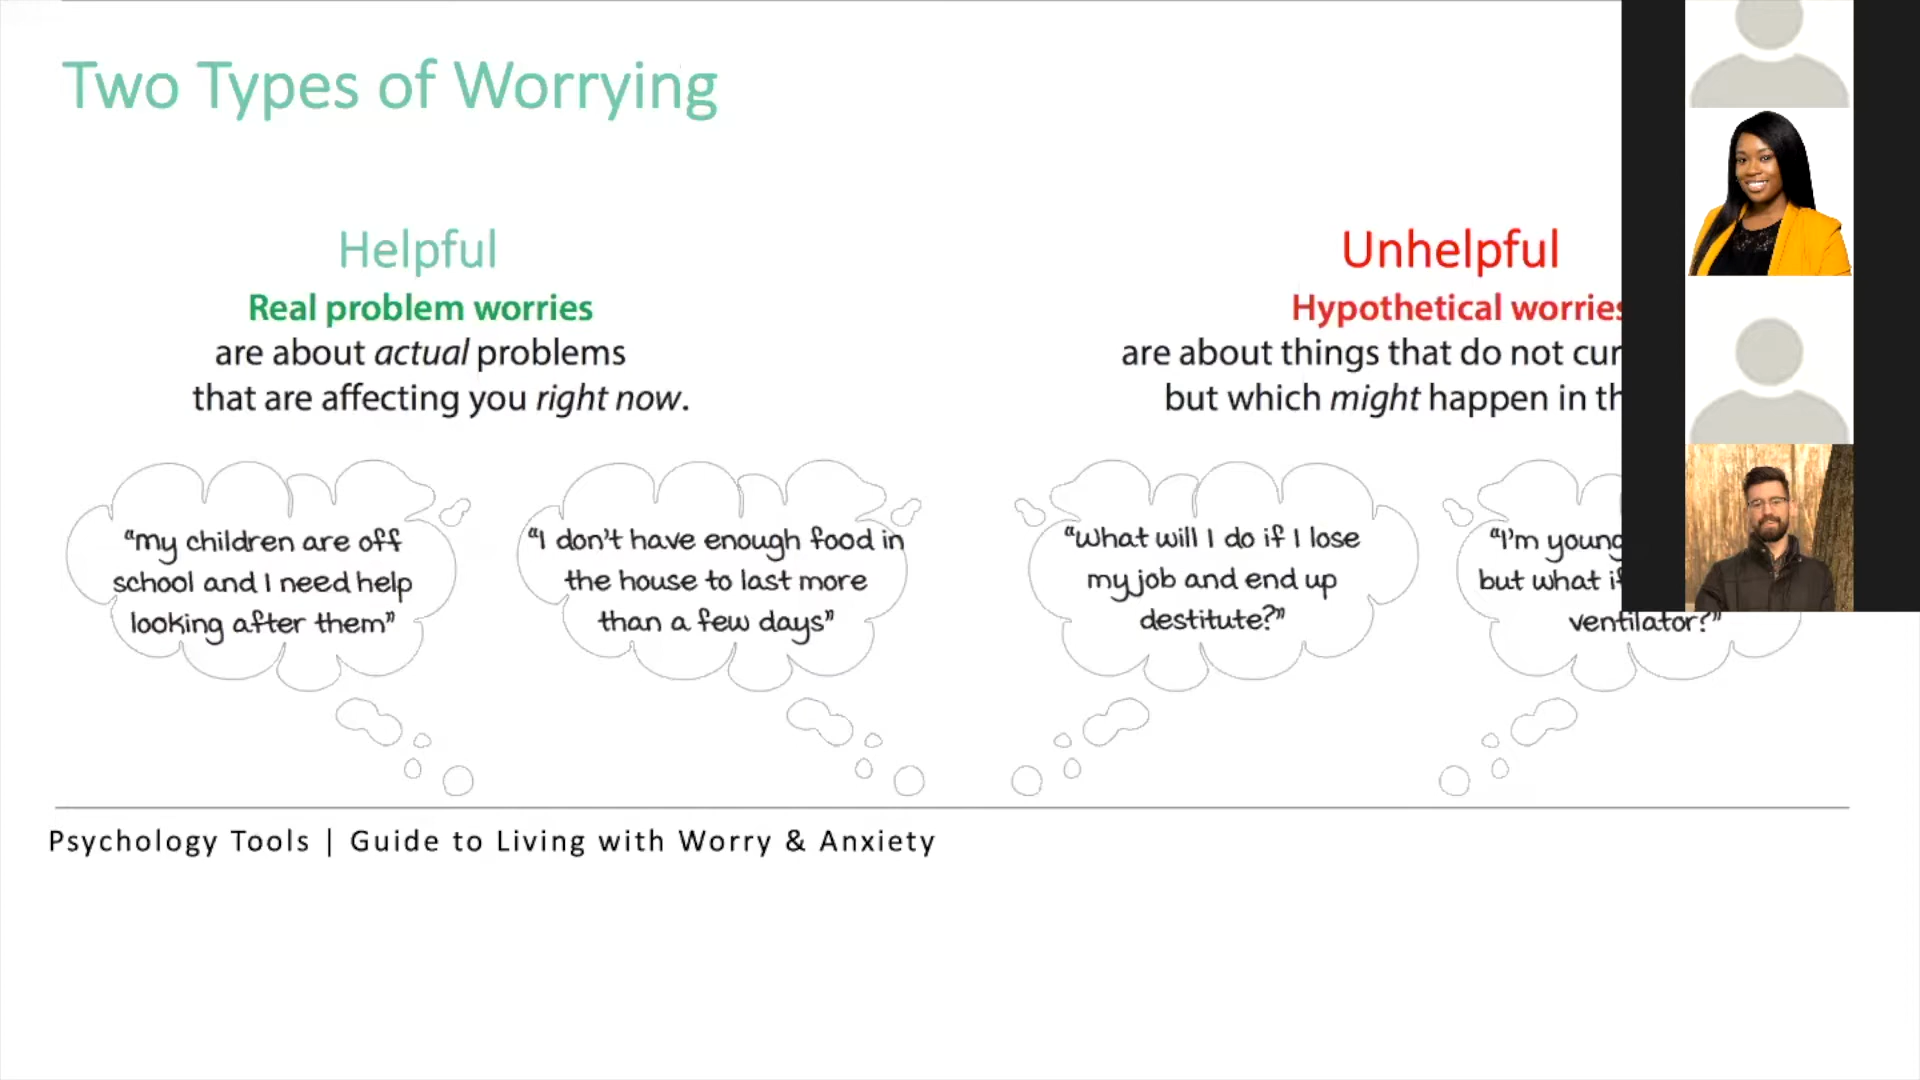 Two Types of Worrying
Helpful
Real problem worries
are about actual problems
that are affecting you right now.
Unhelpful
Hypothetical worries
are about things that do not
but which might happen in
“my children are off
school and I need help
looking after them”
“I don’t have enough food in
the house to last more
than a few days”
“What will I do if I lose
my job and end up
destitute?”
“I’m young
but what if
ventilator?”
Psychology Tools | Guide to Living with Worry & Anxiety